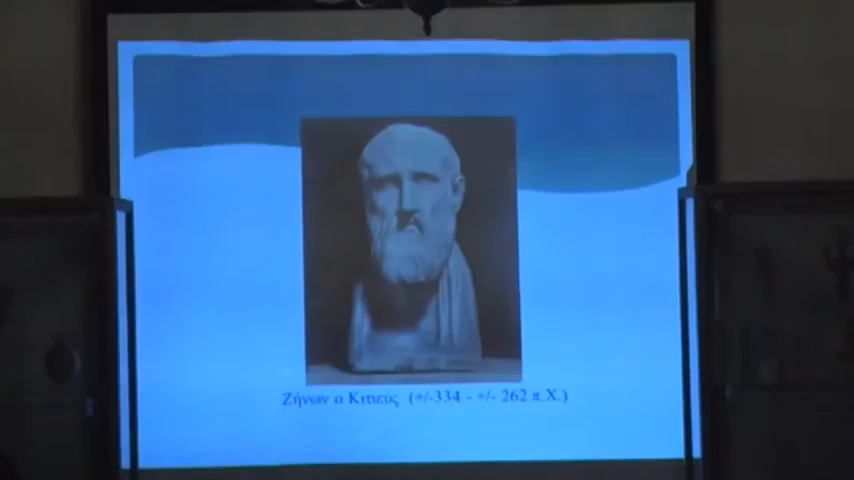 Ζήνων ο Κιτιεύς (+/-334 - +/- 262 π.Χ.)